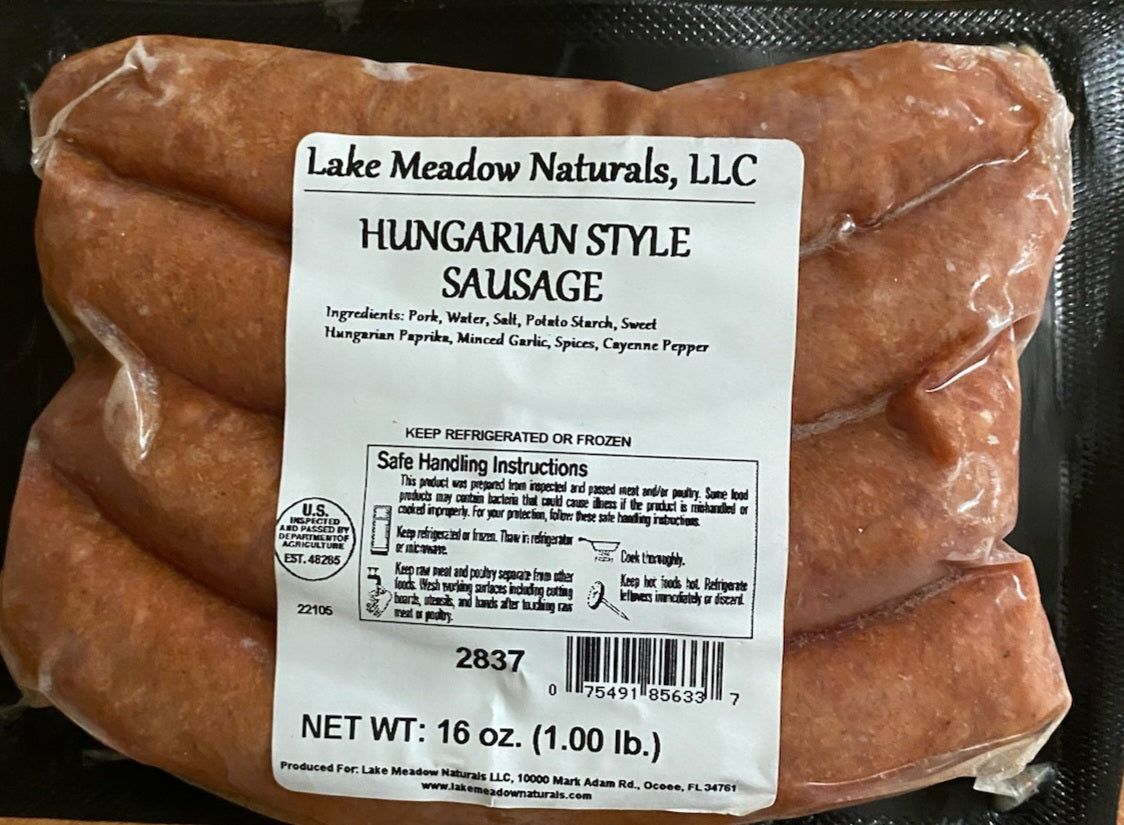 Lake Meadow Naturals, LLC
HUNGARIAN STYLE
SAUSAGE
Ingredients: Pork, Water, Salt, Potato Starch, Sweet
Hungarian Paprika, Minced Garlic, Spices, Cayenne Pepper
KEEP REFRIGERATED OR FROZEN
Safe Handling Instructions
This product was prepared from inspected and passed meat and/or poultry. Some food
products may contain bacteria that could cause illness if the product is mishandled or
cooked improperly. For your protection, follow these safe handling instructions.
Keep refrigerated or frozen. Thaw in refrigerator
or microwave.
Cook thoroughly.
Keep raw meat and poultry separate from other
foods. Wash working surfaces including cutting
boards, utensils, and hands after touching raw
meat or poultry.
Keep hot foods hot. Refrigerate
leftovers immediately or discard.
U.S.
INSPECTED
AND PASSED BY
DEPARTMENT OF
AGRICULTURE
EST. 48265
22105
2837
0 75491 85633 7
NET WT: 16 oz. (1.00 lb.)
Produced For: Lake Meadow Naturals LLC, 10000 Mark Adam Rd., Ocoee, FL 34761
www.lakemeadownaturals.com